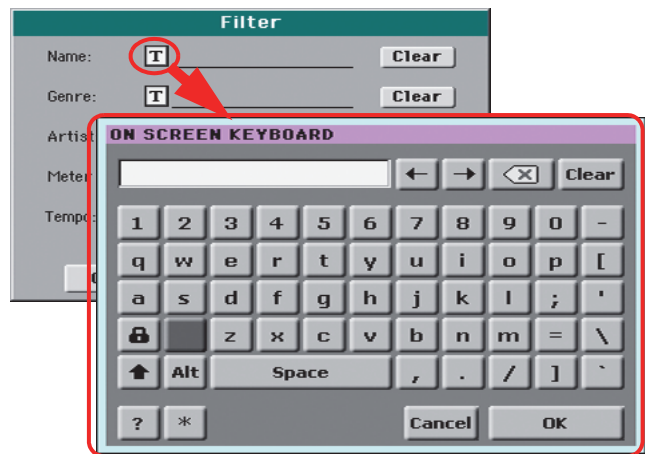 Filter
Name: T Clear
Genre: T Clear
Artist
Meter
Tempo:
ON SCREEN KEYBOARD
← → Clear
1 2 3 4 5 6 7 8 9 0 -
q w e r t y u i o p [
a s d f g h j k l ; '
z x c v b n m = \
Alt Space , . / ] `
? * Cancel OK